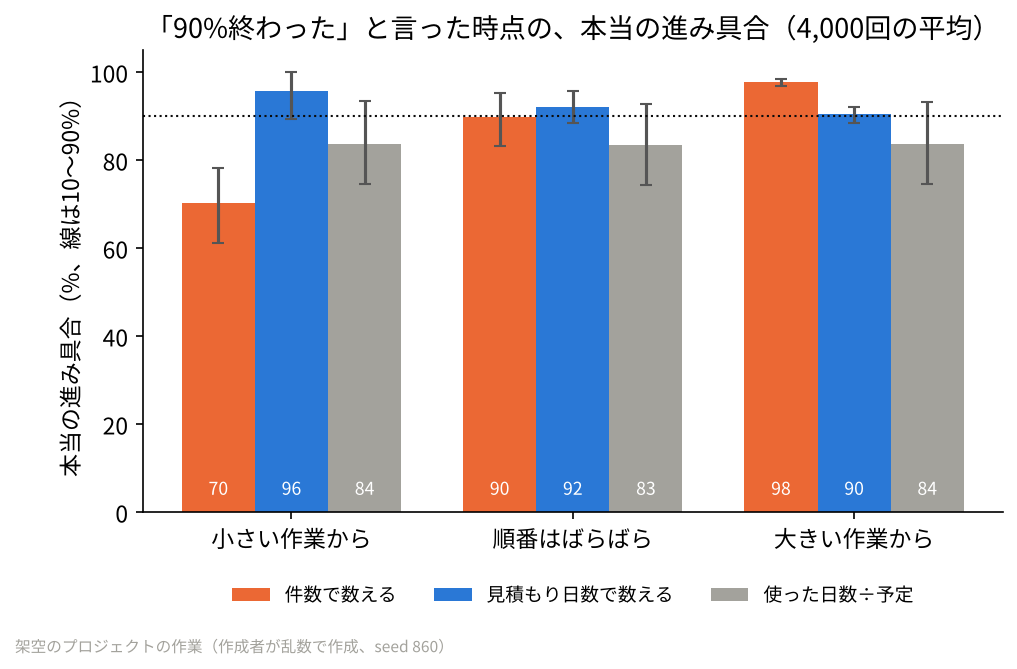 「90%終わった」と言った時点の、本当の進み具合（4,000回の平均）
本当の進み具合（%、線は10〜90%）
100
80
60
40
20
0
70 96 84 90 92 83 98 90 84
小さい作業から 順番はばらばら 大きい作業から
件数で数える 見積もり日数で数える 使った日数÷予定
架空のプロジェクトの作業（作成者が乱数で作成、seed 860）